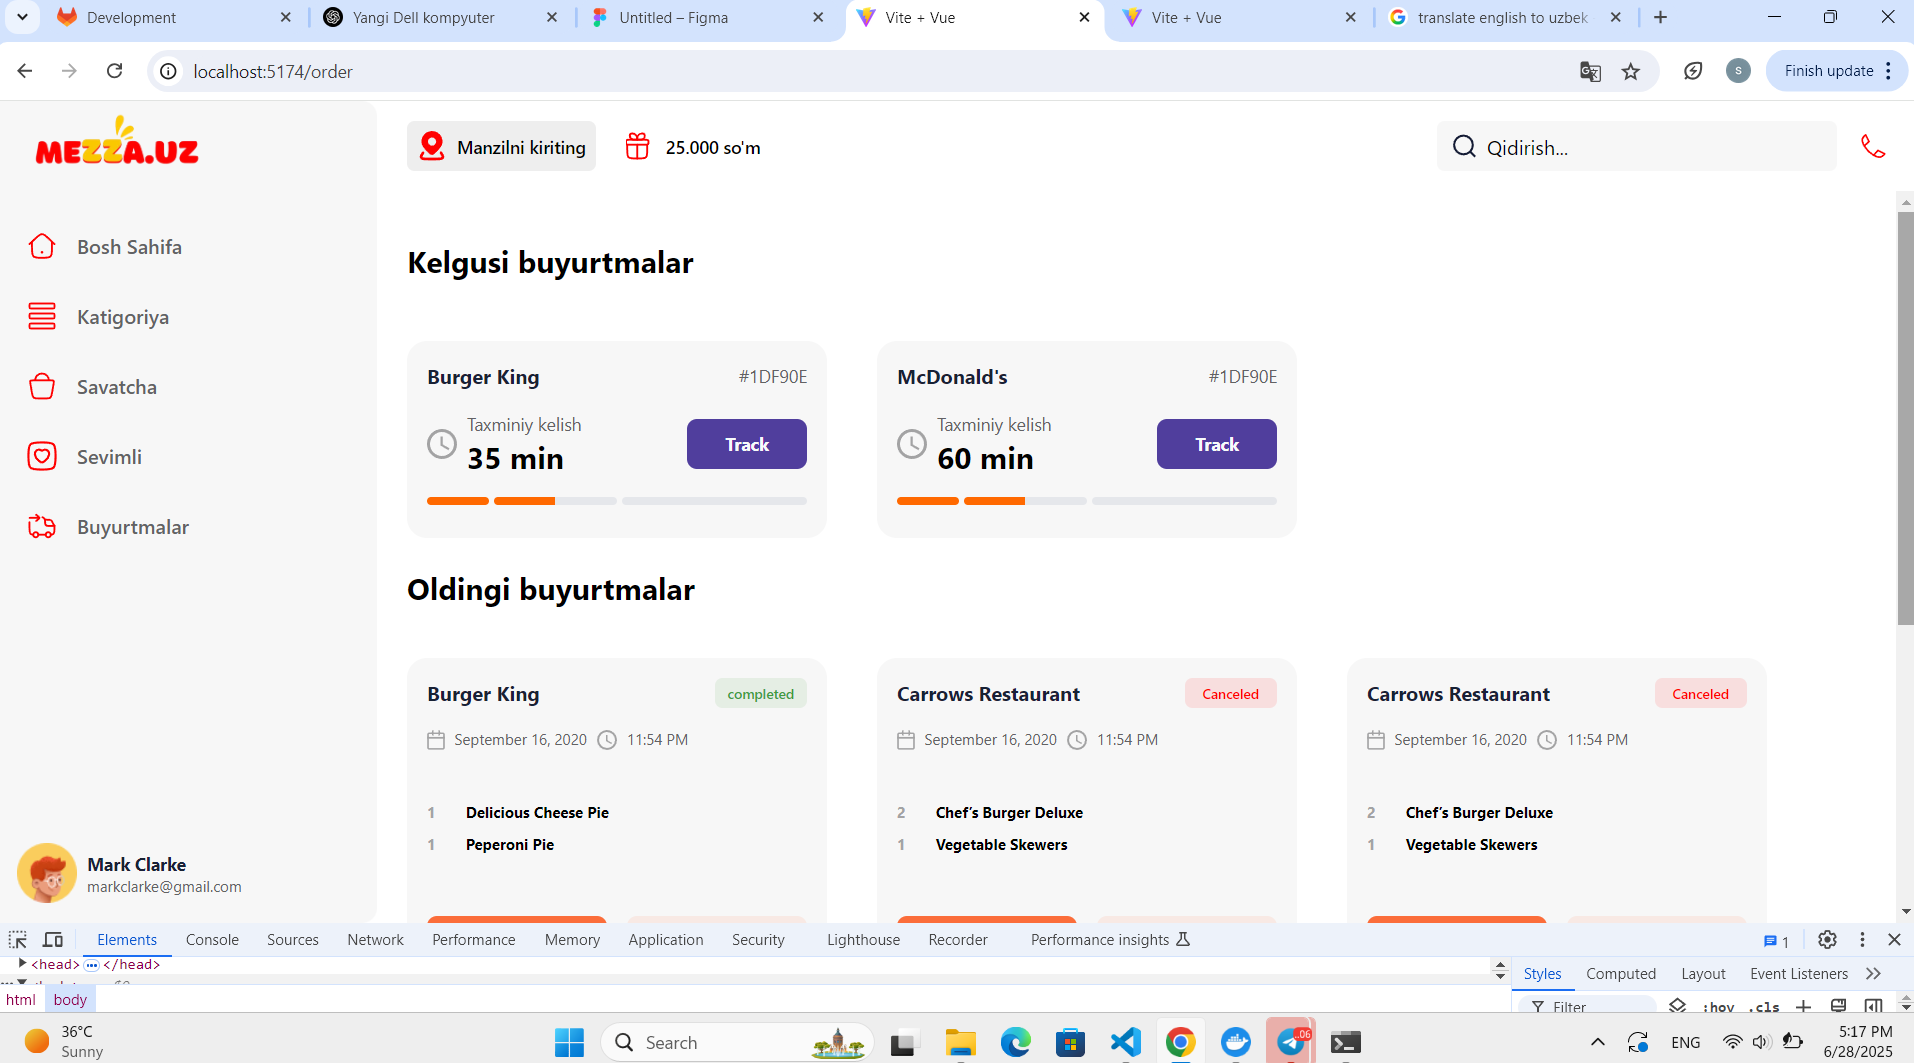 Development
Yangi Dell kompyuter
Untitled – Figma
Vite + Vue
Vite + Vue
translate english to uzbek
localhost:5174/order
S
Finish update
MEZZA.UZ
Manzilni kiriting
25.000 so'm
Qidirish...
Bosh Sahifa
Katigoriya
Savatcha
Sevimli
Buyurtmalar
Mark Clarke
markclarke@gmail.com
Kelgusi buyurtmalar
Burger King #1DF90E
Taxminiy kelish
35 min
Track
McDonald's #1DF90E
Taxminiy kelish
60 min
Track
Oldingi buyurtmalar
Burger King completed
September 16, 2020 11:54 PM
1 Delicious Cheese Pie
1 Peperoni Pie
Carrows Restaurant Canceled
September 16, 2020 11:54 PM
2 Chef’s Burger Deluxe
1 Vegetable Skewers
Carrows Restaurant Canceled
September 16, 2020 11:54 PM
2 Chef’s Burger Deluxe
1 Vegetable Skewers
Elements Console Sources Network Performance Memory Application Security Lighthouse Recorder Performance insights 1
<head> … </head>
html body
Styles Computed Layout Event Listeners
Filter :hov .cls
36°C
Sunny
Search
.06
ENG
5:17 PM
6/28/2025